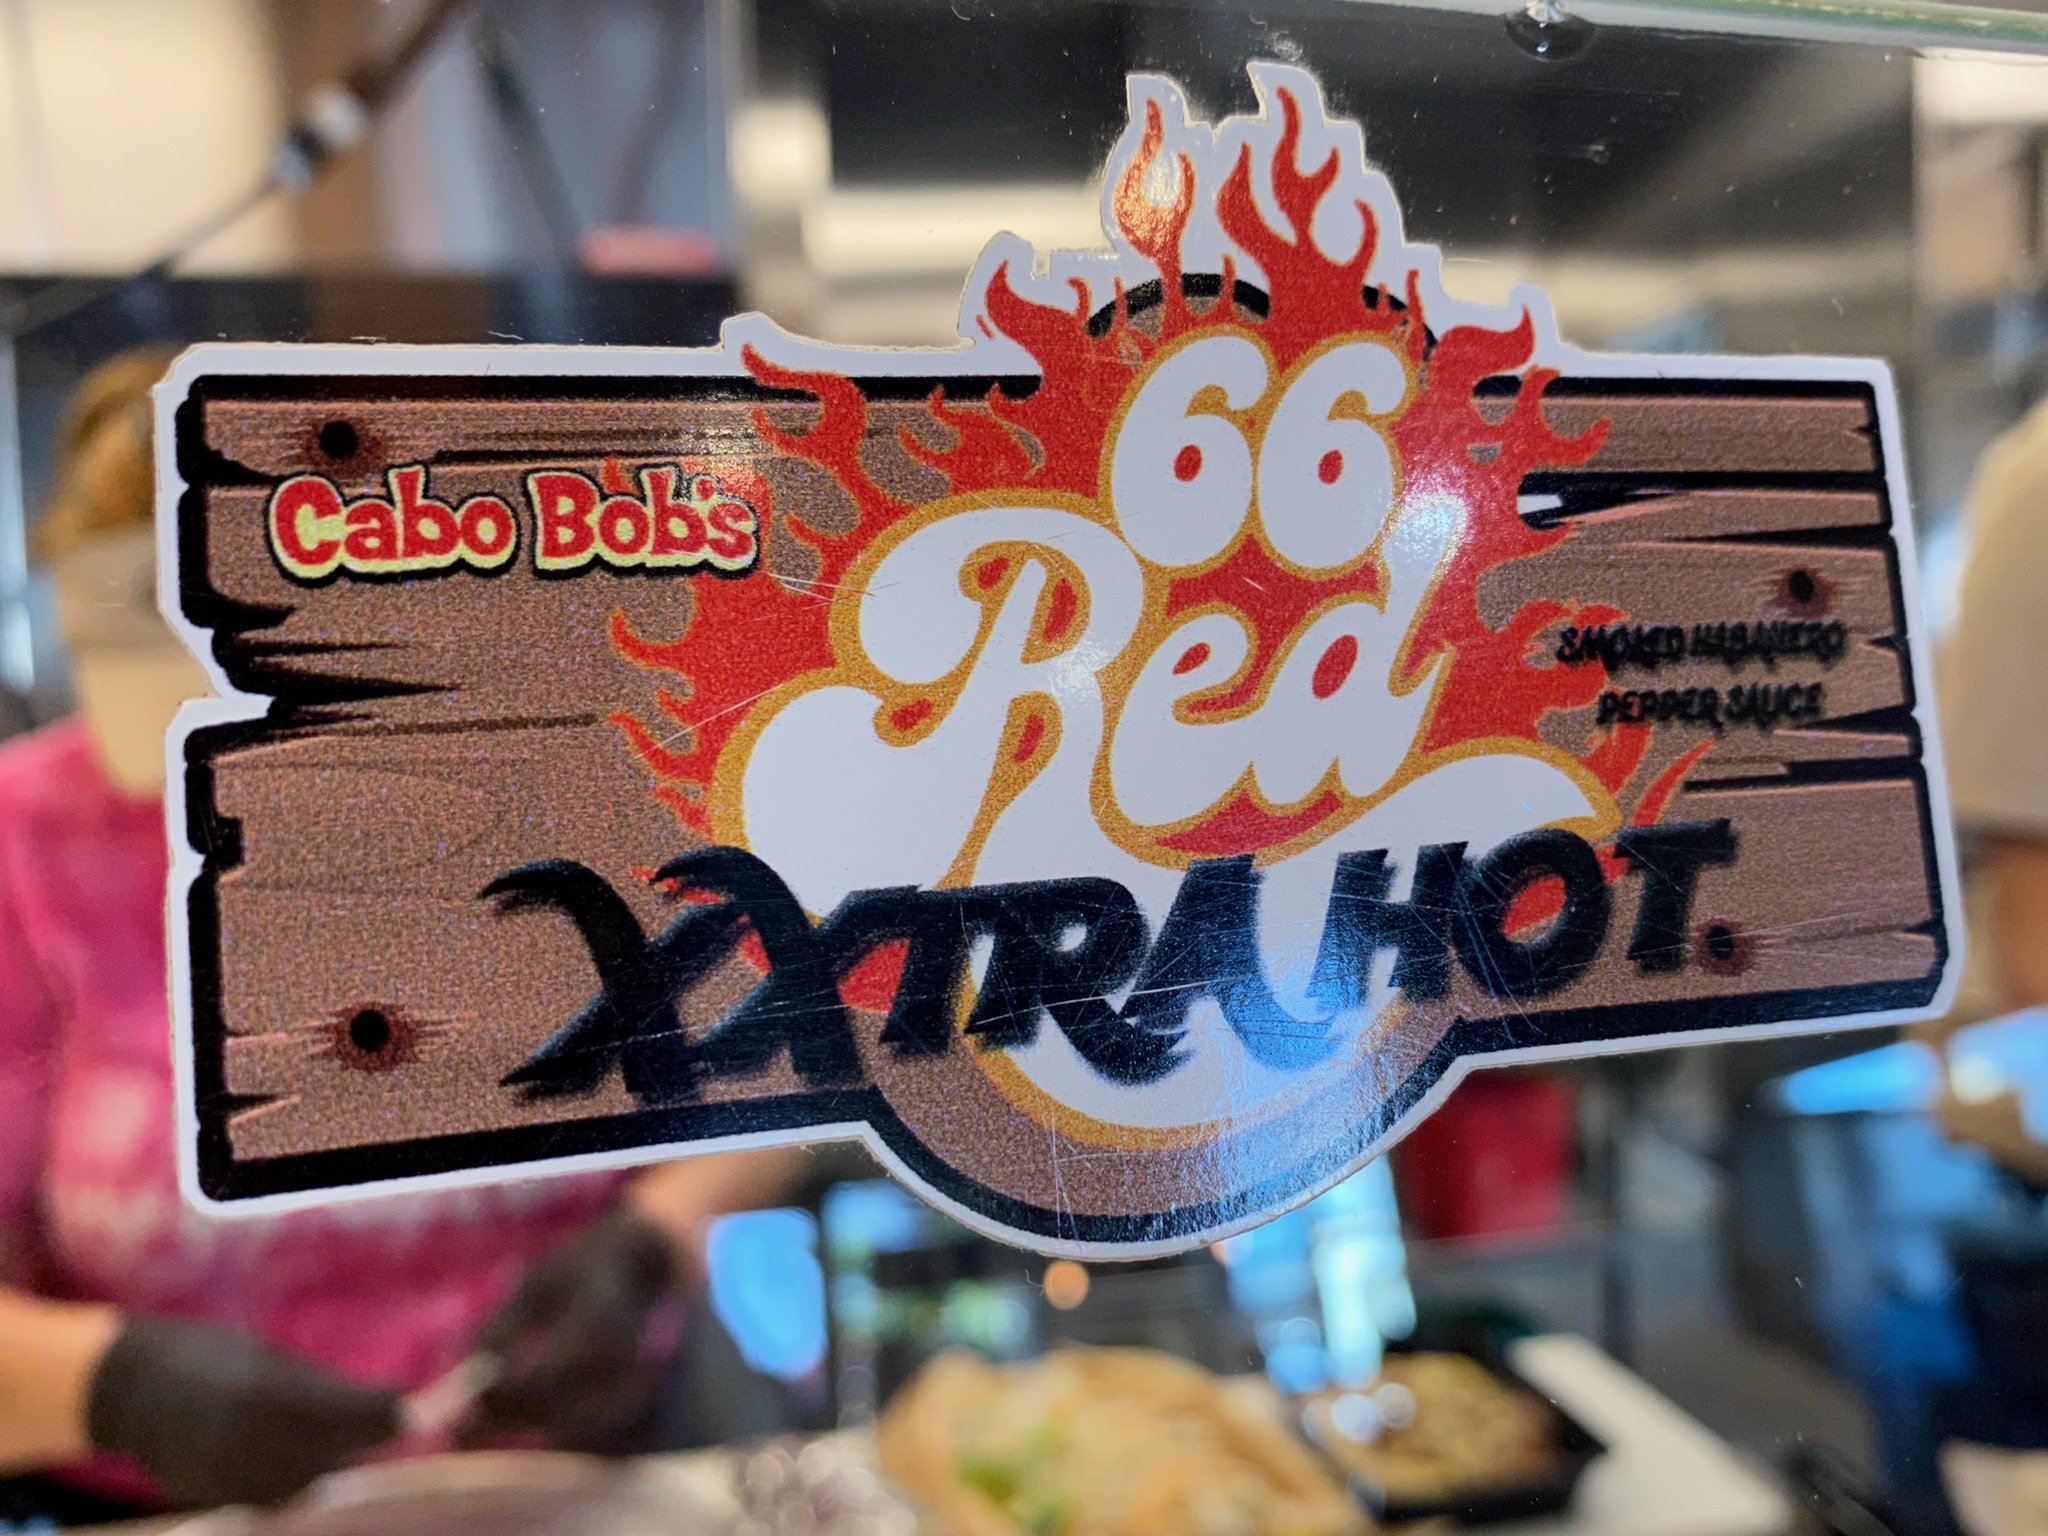 Cabo Bob's
66
Red
XXTRA HOT
SMOKED HABANERO
PEPPER SAUCE